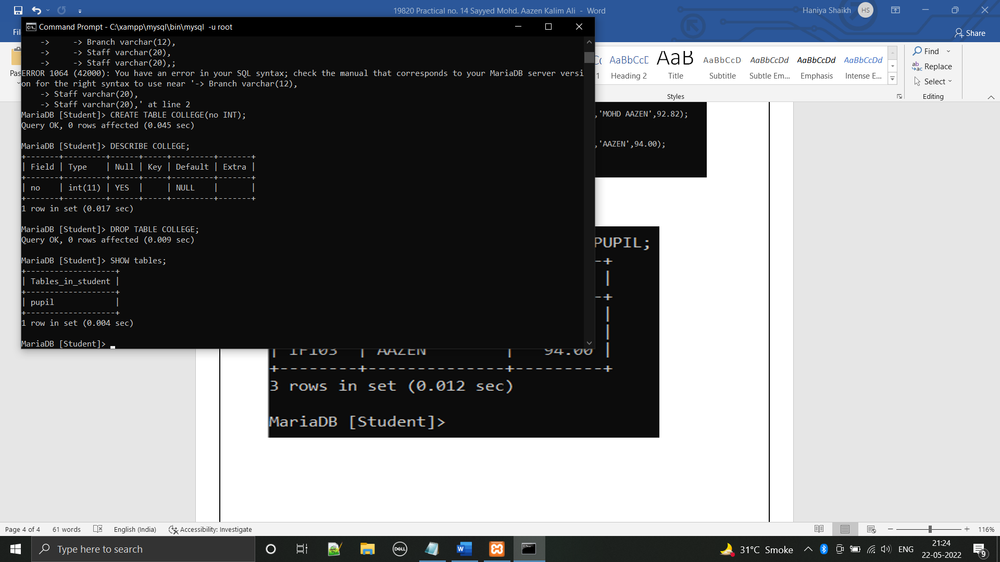 19820 Practical no. 14 Sayyed Mohd. Aazen Kalim Ali - Word
Haniya Shaikh HS
Share
Command Prompt - C:\xampp\mysql\bin\mysql -u root
    ->     -> Branch varchar(12),
    ->     -> Staff varchar(20),
    ->     -> Staff varchar(20),;
ERROR 1064 (42000): You have an error in your SQL syntax; check the manual that corresponds to your MariaDB server versi
on for the right syntax to use near '-> Branch varchar(12),
    -> Staff varchar(20),
    -> Staff varchar(20),' at line 2
MariaDB [Student]> CREATE TABLE COLLEGE(no INT);
Query OK, 0 rows affected (0.045 sec)
MariaDB [Student]> DESCRIBE COLLEGE;
+-------+---------+------+-----+---------+-------+
| Field | Type    | Null | Key | Default | Extra |
+-------+---------+------+-----+---------+-------+
| no    | int(11) | YES  |     | NULL    |       |
+-------+---------+------+-----+---------+-------+
1 row in set (0.017 sec)
MariaDB [Student]> DROP TABLE COLLEGE;
Query OK, 0 rows affected (0.009 sec)
MariaDB [Student]> SHOW tables;
+-------------------+
| Tables_in_student |
+-------------------+
| pupil             |
+-------------------+
1 row in set (0.004 sec)
MariaDB [Student]>
AaBbCcD Heading 2
AaB Title
AaBbCcD Subtitle
AaBbCcDd Subtle Em...
AaBbCcDd Emphasis
AaBbCcDd Intense E...
Styles
Find
Replace
Select
Editing
,'MOHD AAZEN',92.82);
,'AAZEN',94.00);
PUPIL;
| IF103 | AAZEN | 94.00 |
+--------+--------------+---------+
3 rows in set (0.012 sec)
MariaDB [Student]>
Page 4 of 4 61 words English (India) Accessibility: Investigate 116%
Type here to search
DELL
31°C Smoke ENG
21:24
22-05-2022
9